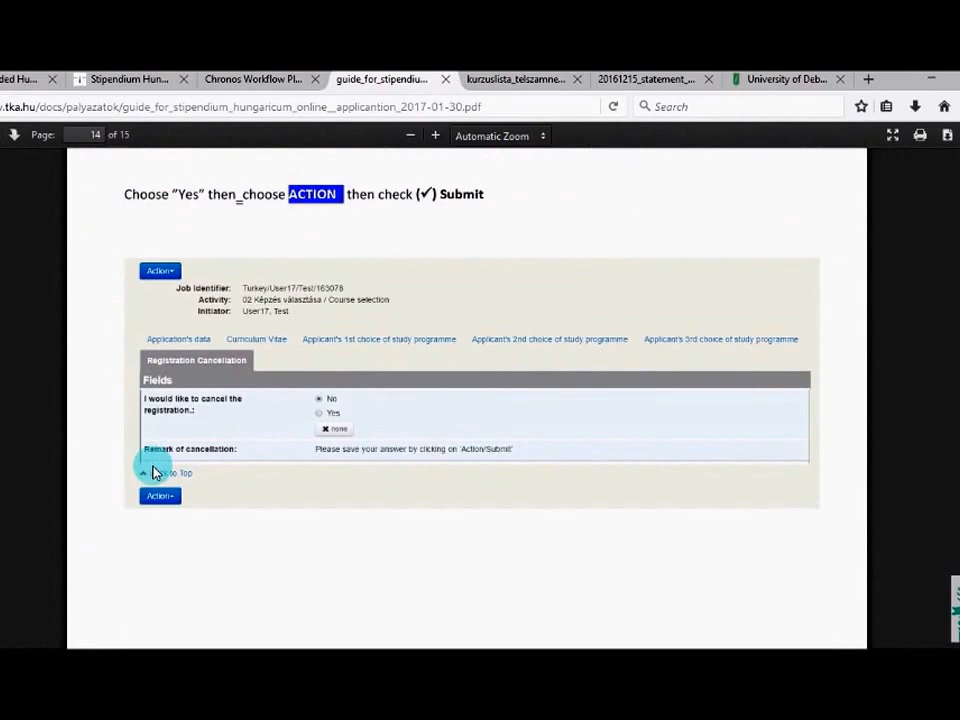 ded Hu... Stipendium Hun... Chronos Workflow Pl... guide_for_stipendiu... kurzuslista_telszamne... 20161215_statement_... University of Deb...
.tka.hu/docs/palyazatok/guide_for_stipendium_hungaricum_online__applicantion_2017-01-30.pdf Search
Page: 14 of 15 Automatic Zoom
Choose "Yes" then_choose ACTION then check (✓) Submit
Action
Job Identifier: Turkey/User17/Test/163078
Activity: 02 Képzés választása / Course selection
Initiator: User17, Test
Application's data Curriculum Vitae Applicant's 1st choice of study programme Applicant's 2nd choice of study programme Applicant's 3rd choice of study programme
Registration Cancellation
Fields
I would like to cancel the No
registration.: Yes
none
Remark of cancellation: Please save your answer by clicking on 'Action/Submit'
to Top
Action